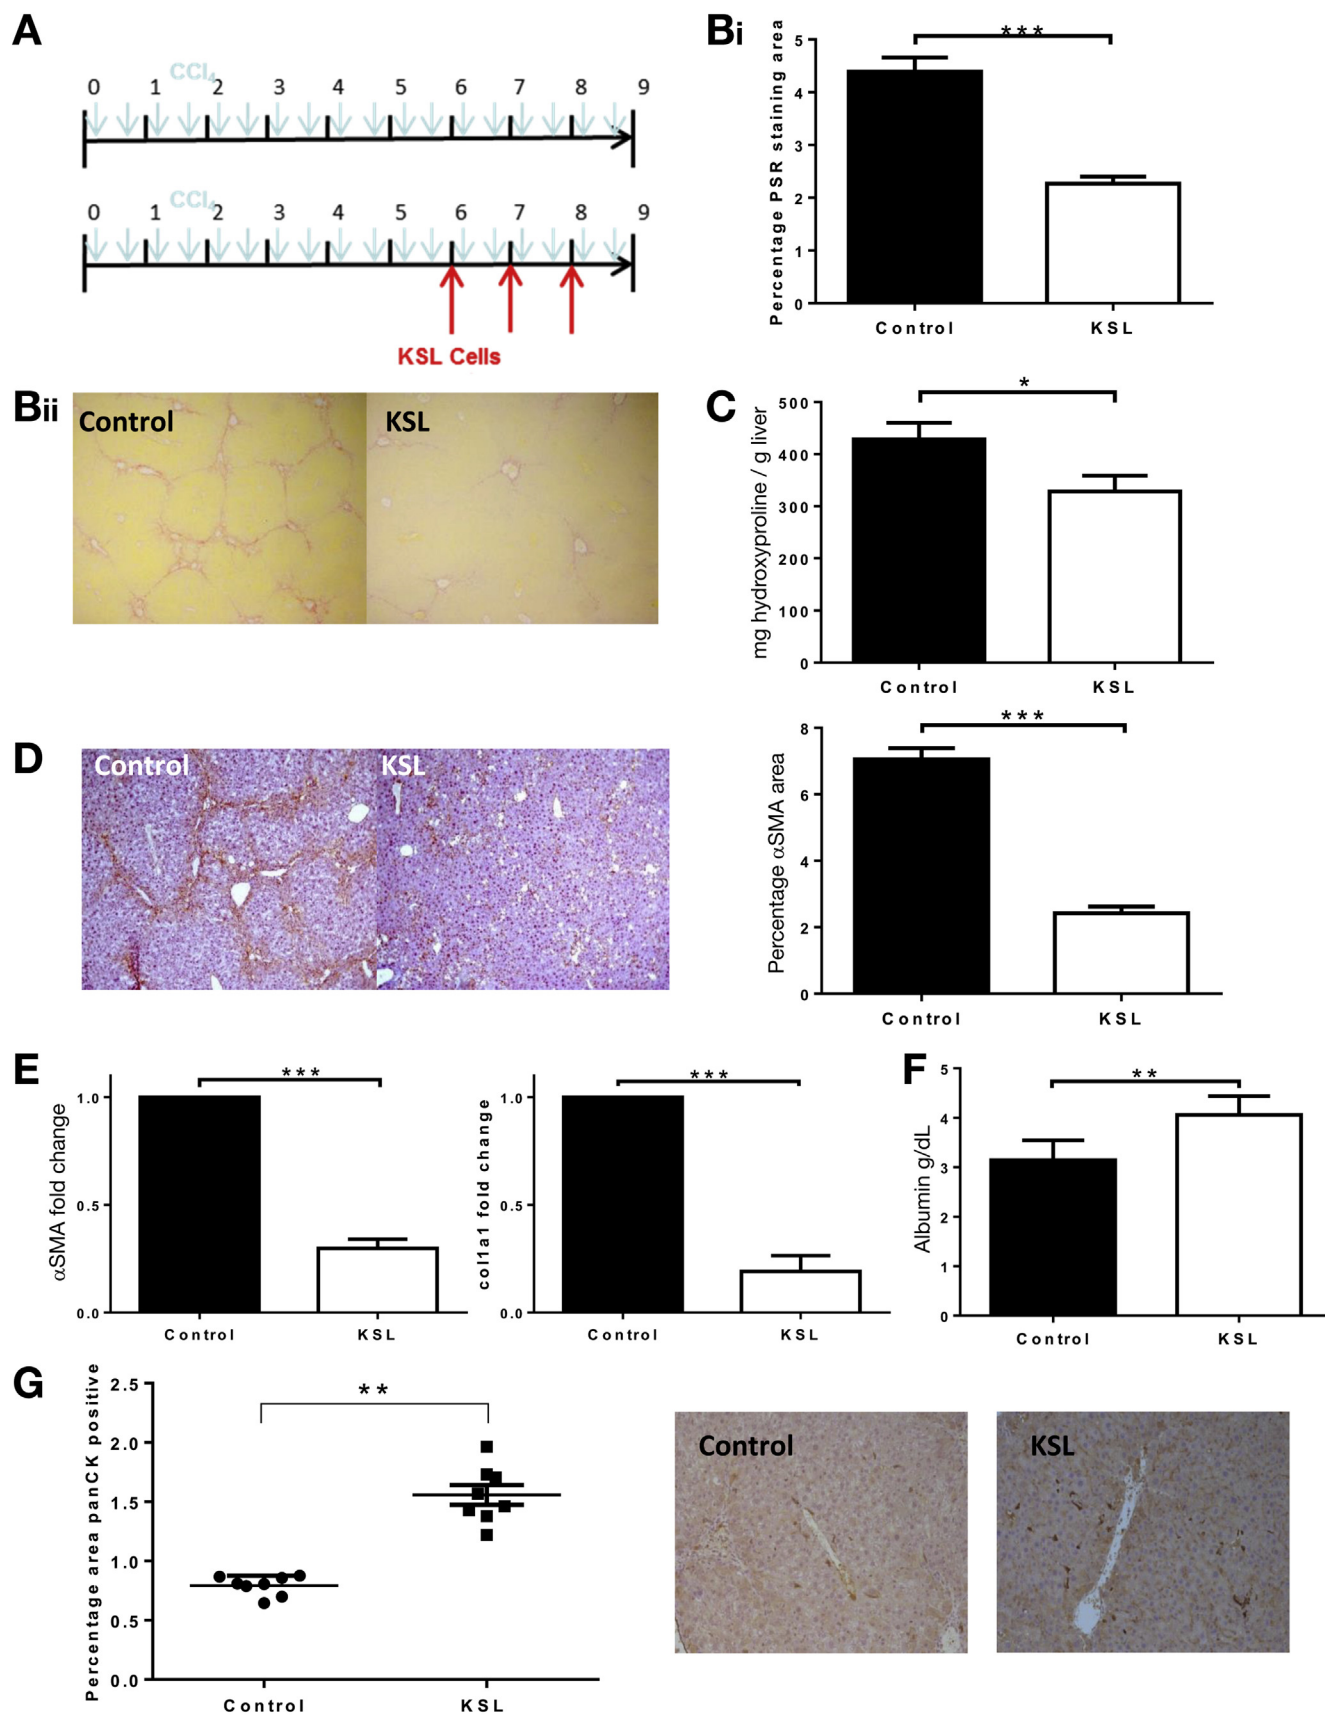 A
CCl4
0 1 2 3 4 5 6 7 8 9
CCl4
0 1 2 3 4 5 6 7 8 9
KSL Cells
Bi
Percentage PSR staining area
***
5
4
3
2
1
0
Control KSL
Bii
Control KSL
C
mg hydroxyproline / g liver
*
500
400
300
200
100
0
Control KSL
D
Control KSL
Percentage αSMA area
***
8
6
4
2
0
Control KSL
E
αSMA fold change
***
1.0
0.5
0.0
Control KSL
col1a1 fold change
***
1.0
0.5
0.0
Control KSL
F
Albumin g/dL
**
5
4
3
2
1
0
Control KSL
G
Percentage area panCK positive
**
2.5
2.0
1.5
1.0
0.5
0.0
Control KSL
Control KSL